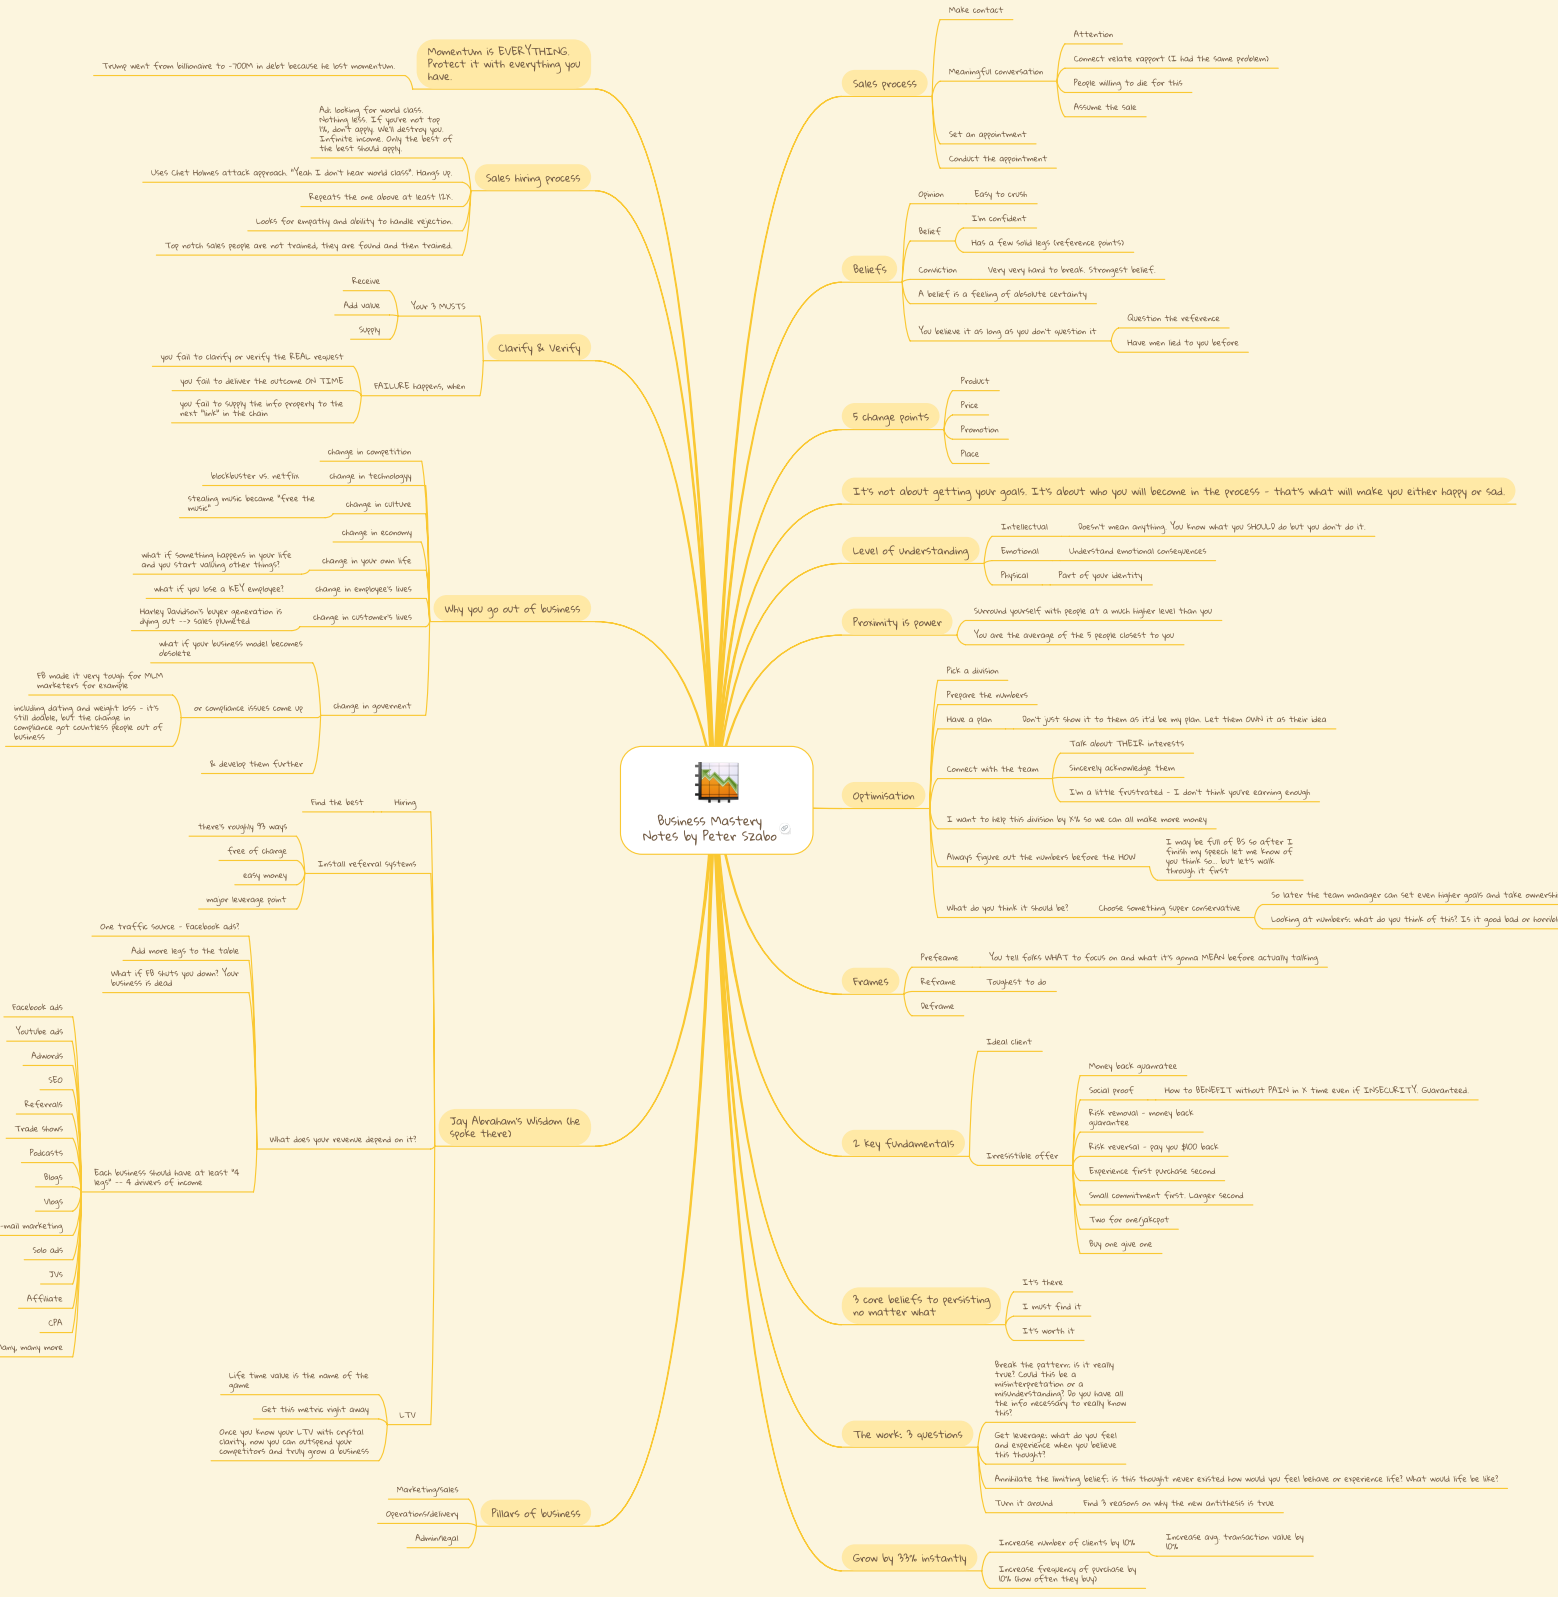 Business Mastery
Notes by Peter Szabo
Sales process
Make contact
Meaningful conversation
Attention
Connect relate rapport (I had the same problem)
People willing to die for this
Assume the sale
Set an appointment
Conduct the appointment
Beliefs
Opinion
Easy to crush
Belief
I'm confident
Has a few solid legs (reference points)
Conviction
Very very hard to break. Strongest belief.
A belief is a feeling of absolute certainty
You believe it as long as you don't question it
Question the reference
Have men lied to you before
5 change points
Product
Price
Promotion
Place
It's not about getting your goals. It's about who you will become in the process - that's what will make you either happy or sad.
Level of understanding
Intellectual
Doesn't mean anything. You know what you SHOULD do but you don't do it.
Emotional
Understand emotional consequences
Physical
Part of your identity
Proximity is power
Surround yourself with people at a much higher level than you
You are the average of the 5 people closest to you
Optimisation
Pick a division
Prepare the numbers
Have a plan
Don't just show it to them as it'd be my plan. Let them OWN it as their idea
Connect with the team
Talk about THEIR interests
Sincerely acknowledge them
I'm a little frustrated - I don't think you're earning enough
I want to help this division by X% so we can all make more money
Always figure out the numbers before the HOW
I may be full of BS so after I
finish my speech let me know of
you think so... but let's walk
through it first
What do you think it should be?
Choose something super conservative
So later the team manager can set even higher goals and take ownershi
Looking at numbers: what do you think of this? Is it good bad or horribl
Frames
Prefeame
You tell folks WHAT to focus on and what it's gonna MEAN before actually talking
Reframe
Toughest to do
Deframe
2 key fundamentals
Ideal client
Irresistible offer
Money back guanratee
Social proof
How to BENEFIT without PAIN in X time even if INSECURITY. Guaranteed.
Risk removal - money back
guarantee
Risk reversal - pay you $100 back
Experience first purchase second
Small commitment first. Larger second
Two for one/jakcpot
Buy one give one
3 core beliefs to persisting
no matter what
It's there
I must find it
It's worth it
The work: 3 questions
Break the pattern: is it really
true? Could this be a
misinterpretation or a
misunderstanding? Do you have all
the info necessary to really know
this?
Get leverage: what do you feel
and experience when you believe
this thought?
Annihilate the limiting belief: is this thought never existed how would you feel behave or experience life? What would life be like?
Turn it around
Find 3 reasons on why the new antithesis is true
Grow by 33% instantly
Increase number of clients by 10%
Increase avg. transaction value by
10%
Increase frequency of purchase by
10% (how often they buy)
Momentum is EVERYTHING.
Protect it with everything you
have.
Trump went from billionaire to -700M in debt because he lost momentum.
Sales hiring process
Ad: looking for world class.
Nothing less. If you're not top
1%, don't apply. We'll destroy you.
Infinite income. Only the best of
the best should apply.
Uses Chet Holmes attack approach. "Yeah I don't hear world class". Hangs up.
Repeats the one above at least 12X.
Looks for empathy and ability to handle rejection.
Top notch sales people are not trained, they are found and then trained.
Clarify & Verify
Your 3 MUSTS
Receive
Add value
Supply
FAILURE happens, when
you fail to clarify or verify the REAL request
you fail to deliver the outcome ON TIME
you fail to supply the info properly to the
next "link" in the chain
Why you go out of business
change in competition
change in technologyy
blockbuster vs. netflix
change in culture
stealing music became "free the
music"
change in economy
change in your own life
what if something happens in your life
and you start valuing other things?
change in employee's lives
what if you lose a KEY employee?
change in customer's lives
Harley Davidson's buyer generation is
dying out --> sales plumeted
change in governent
what if your business model becomes
obsolete
or compliance issues come up
FB made it very tough for MLM
marketers for example
including dating and weight loss - it's
still doable, but the change in
compliance got countless people out of
business
& develop them further
Jay Abraham's Wisdom (he
spoke there)
Hiring
Find the best
Install referral systems
there's roughly 93 ways
free of charge
easy money
major leverage point
What does your revenue depend on it?
One traffic source - Facebook ads?
Add more legs to the table
What if FB shuts you down? Your
business is dead
Each business should have at least "4
legs" -- 4 drivers of income
Facebook ads
Youtube ads
Adwords
SEO
Referrals
Trade shows
Podcasts
Blogs
Vlogs
-mail marketing
Solo ads
JVs
Affiliate
CPA
any, many more
LTV
Life time value is the name of the
game
Get this metric right away
Once you know your LTV with crystal
clarity, now you can outspend your
competitors and truly grow a business
Pillars of business
Marketing/sales
Operations/delivery
Admin/legal